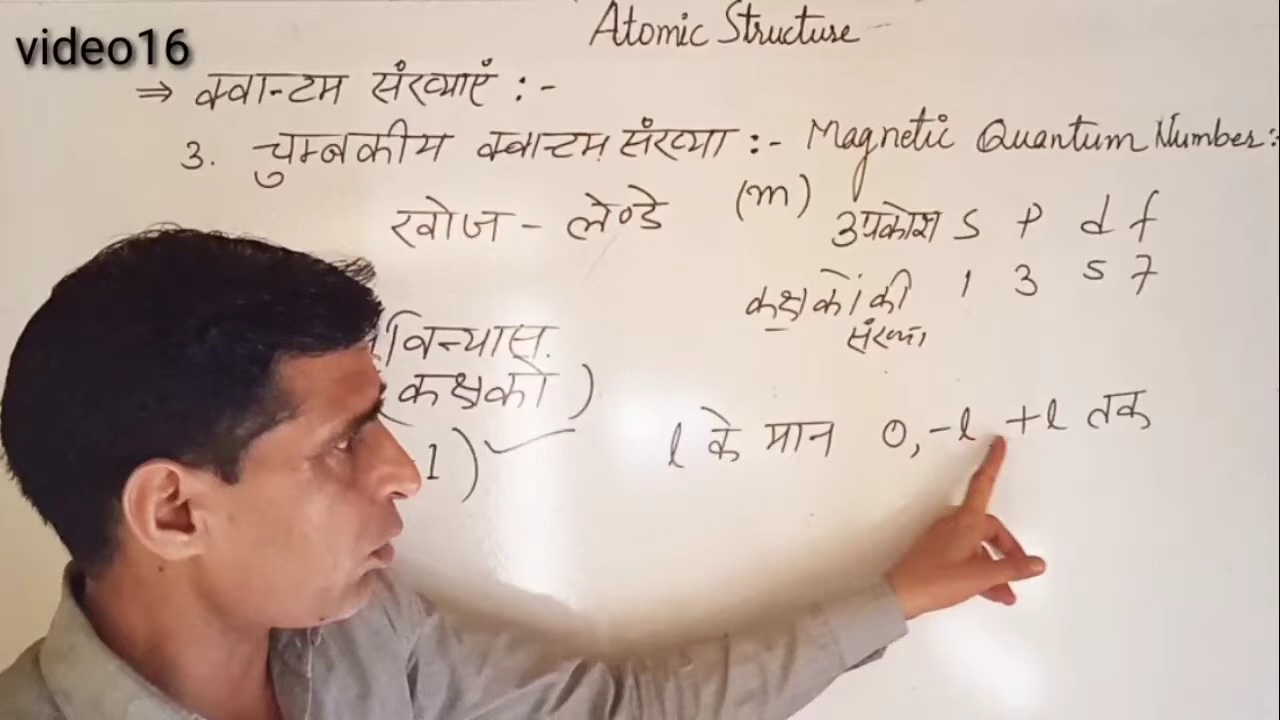 video16
Atomic Structure
⇒ क्वान्टम संख्याएं :-
3. चुम्बकीय क्वान्टम संख्या :- Magnetic Quantum Number:
खोज - लेण्डे (m)
उपकोश s p d f
कक्षकों की 1 3 5 7
संख्या
विन्यास.
(कक्षको)
1) ✓
l के मान 0, -l, +l तक